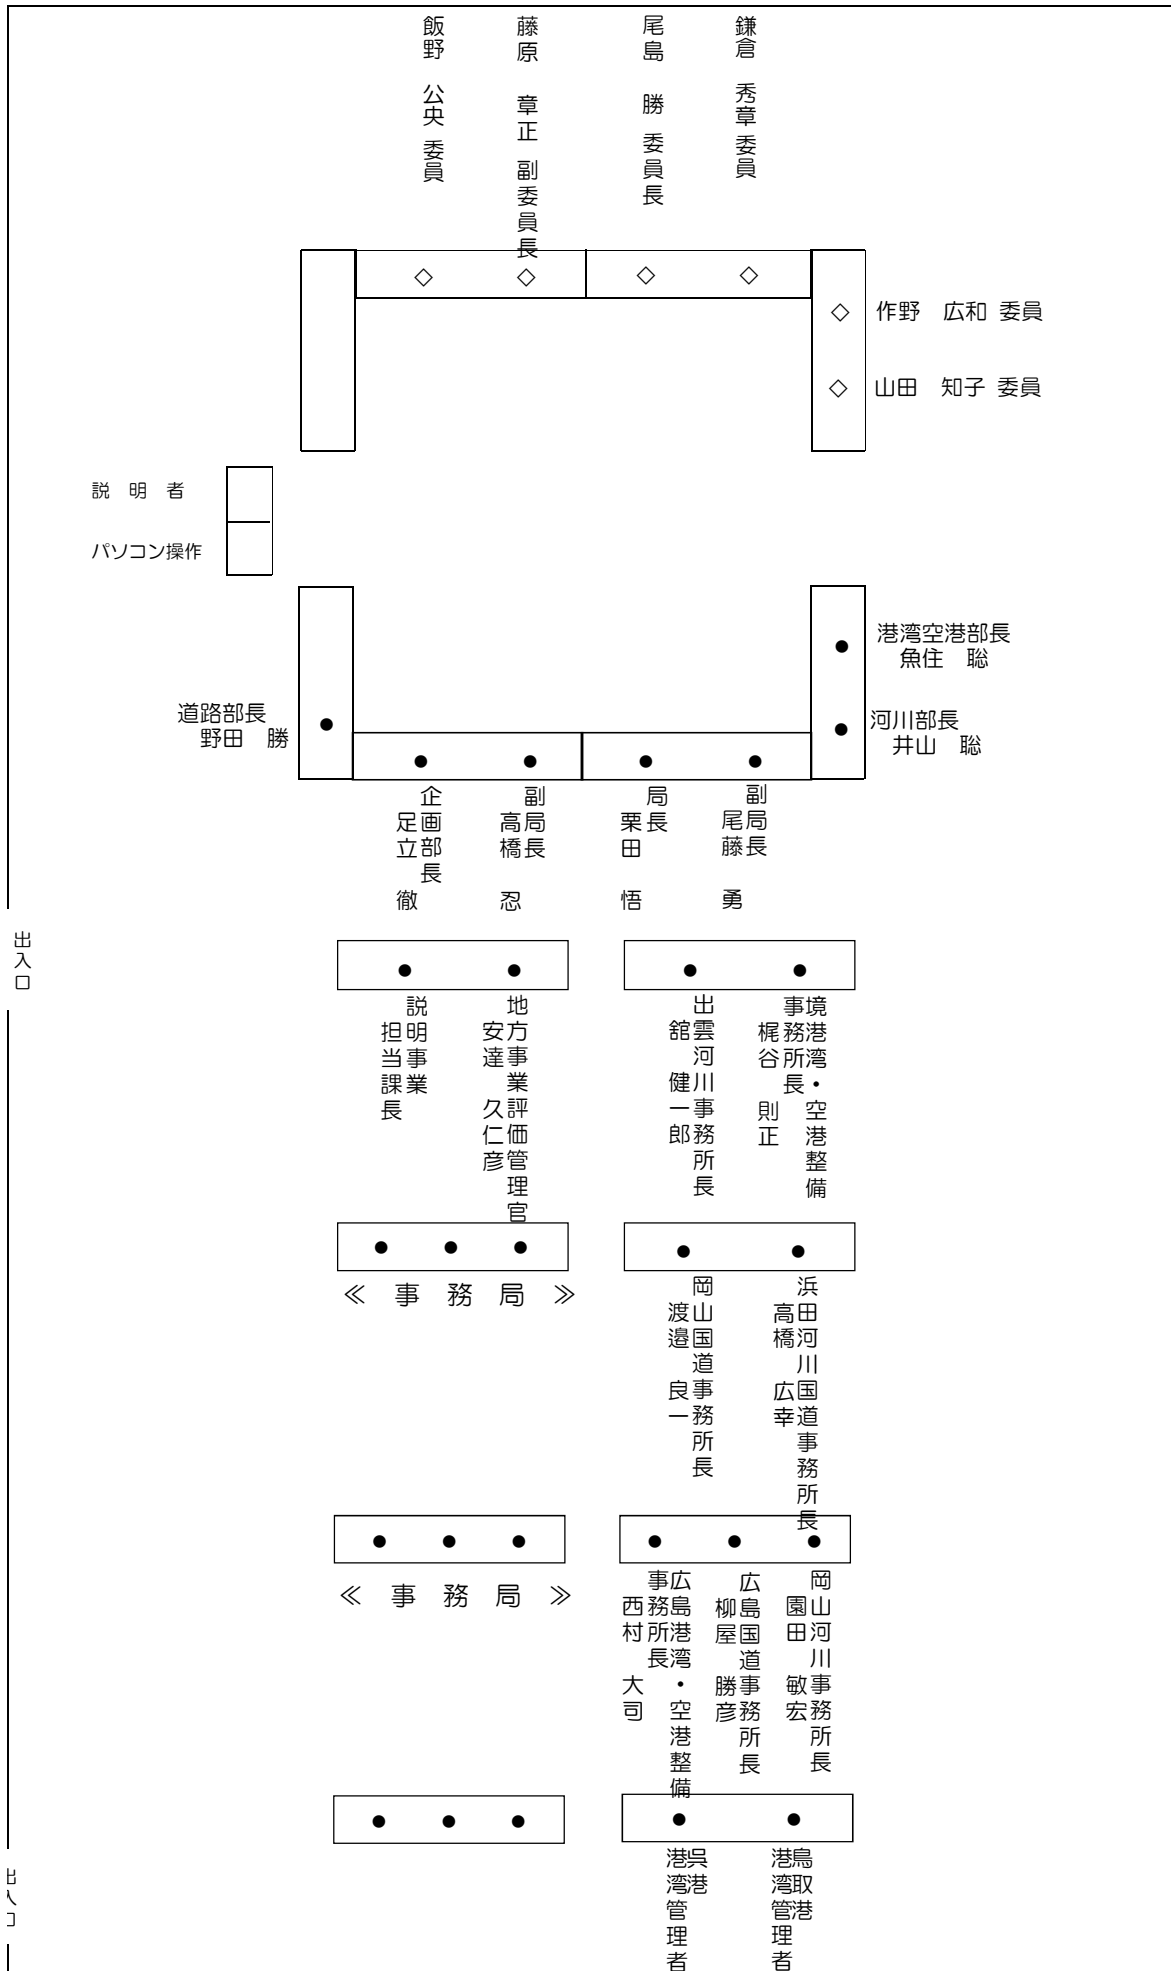 飯野　公央 委員
藤原　章正 副委員長
尾島　勝 委員長
鎌倉　秀章 委員
作野　広和 委員
山田　知子 委員
説　明　者
パソコン操作
港湾空港部長
魚住　聡
河川部長
井山　聡
道路部長
野田　勝
企画部長
足立　徹
副局長
高橋　忍
局長
栗田　悟
副局長
尾藤　勇
出入口
説明事業
担当課長
地方事業評価管理官
安達　久仁彦
出雲河川事務所長
舘　健一郎
境港湾・空港整備
事務所長
梶谷　則正
≪　事　務　局　≫
岡山国道事務所長
渡邉　良一
浜田河川国道事務所長
高橋　広幸
≪　事　務　局　≫
広島港湾・空港整備
事務所長
西村　大司
広島国道事務所長
柳屋　勝彦
岡山河川事務所長
園田　敏宏
出入口
呉港
港湾管理者
鳥取港
港湾管理者